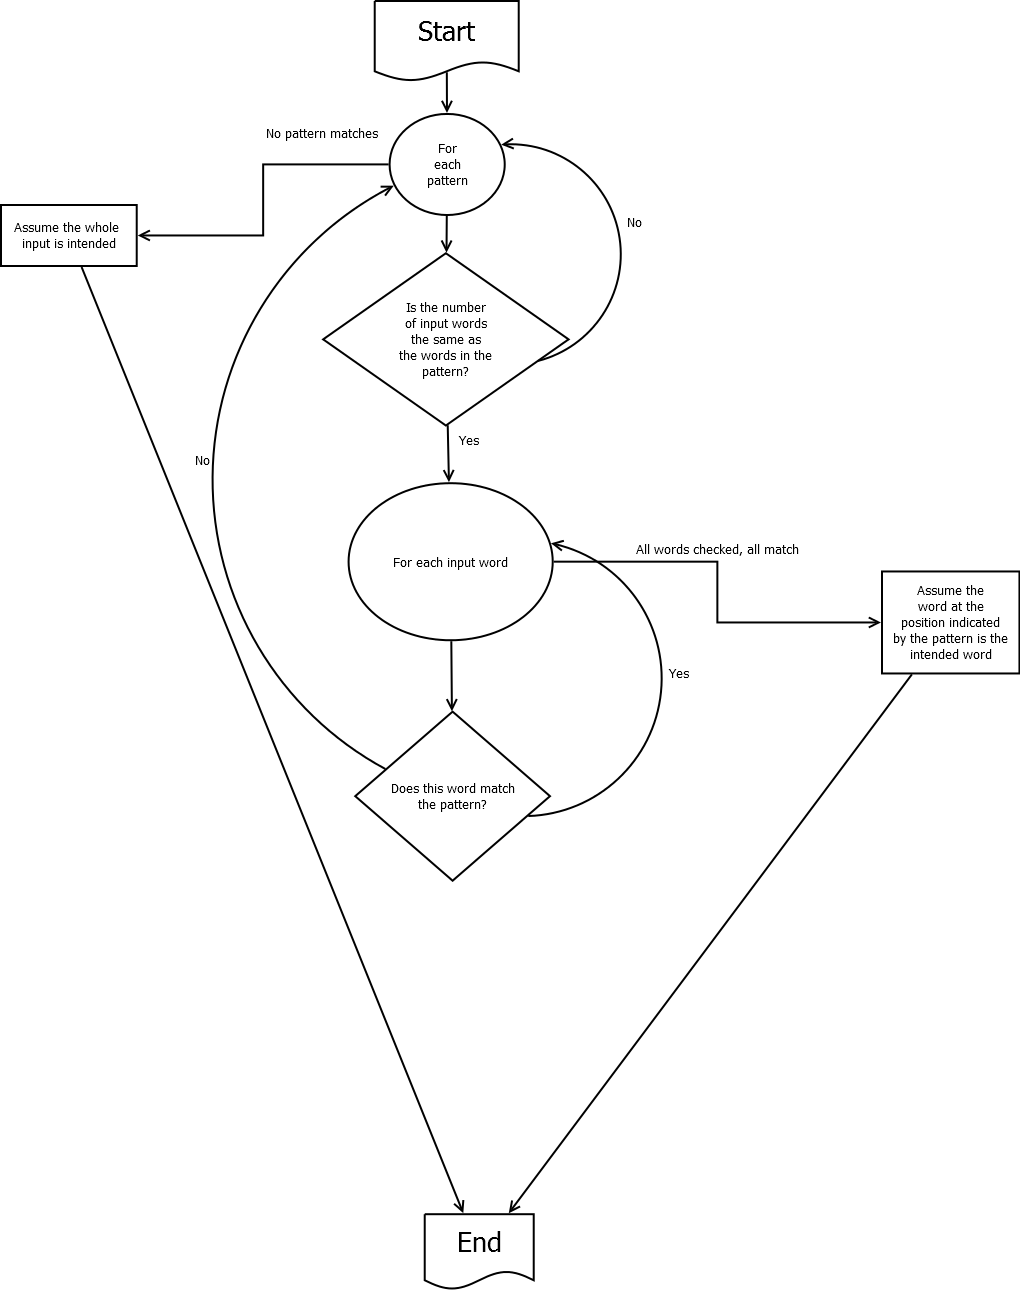 Start
No pattern matches
For
each
pattern
No
Assume the whole
input is intended
Is the number
of input words
the same as
the words in the
pattern?
Yes
No
For each input word
All words checked, all match
Assume the
word at the
position indicated
by the pattern is the
intended word
Yes
Does this word match
the pattern?
End